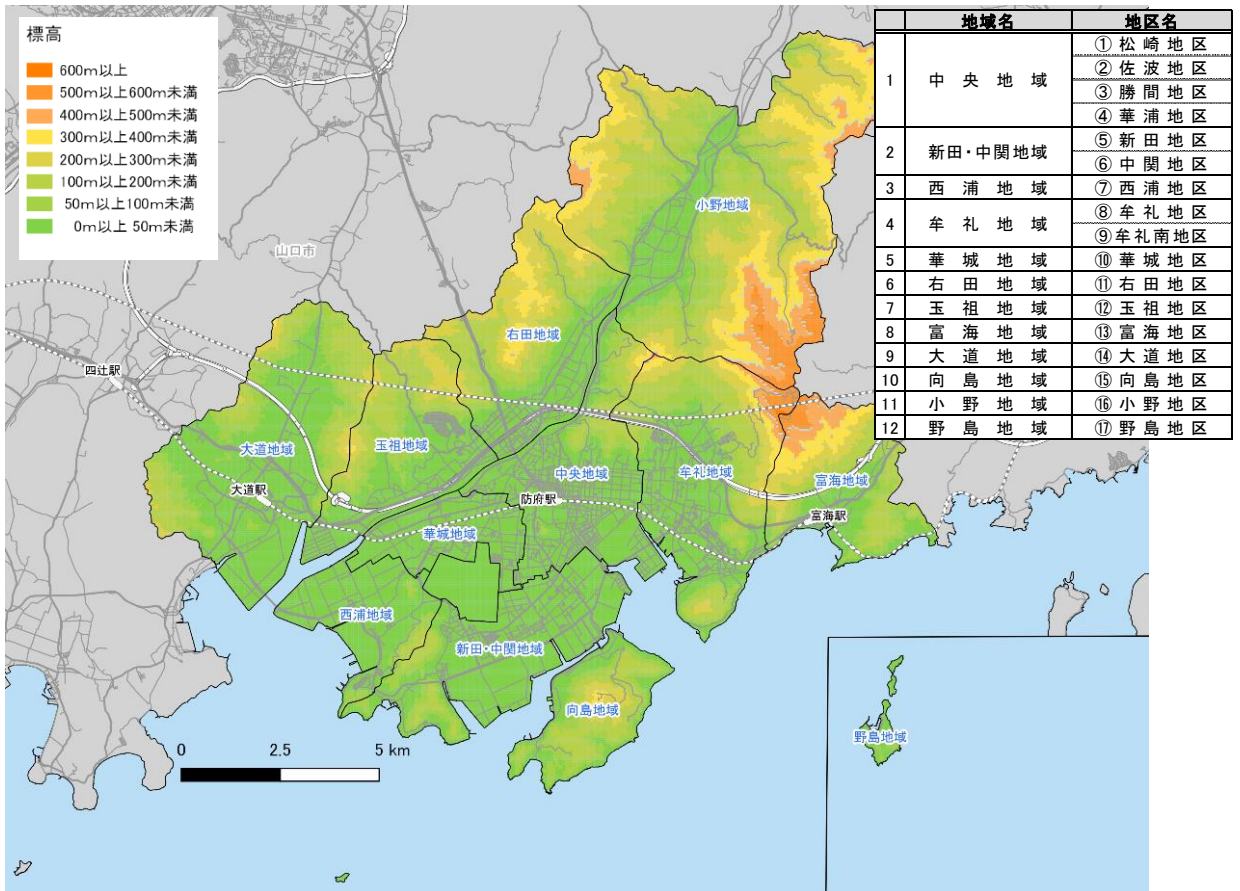 標高
600m以上
500m以上600m未満
400m以上500m未満
300m以上400m未満
200m以上300m未満
100m以上200m未満
50m以上100m未満
0m以上 50m未満
地域名 地区名
1 中央地域 ①松崎地区
②佐波地区
③勝間地区
④華浦地区
2 新田・中関地域 ⑤新田地区
⑥中関地区
3 西浦地域 ⑦西浦地区
4 牟礼地域 ⑧牟礼地区
⑨牟礼南地区
5 華城地域 ⑩華城地区
6 右田地域 ⑪右田地区
7 玉祖地域 ⑫玉祖地区
8 富海地域 ⑬富海地区
9 大道地域 ⑭大道地区
10 向島地域 ⑮向島地区
11 小野地域 ⑯小野地区
12 野島地域 ⑰野島地区
小野地域
山口市
右田地域
四辻駅
玉祖地域
大道地域
中央地域
牟礼地域
富海地域
大道駅
防府駅
富海駅
華城地域
西浦地域
新田・中関地域
向島地域
野島地域
0 2.5 5 km